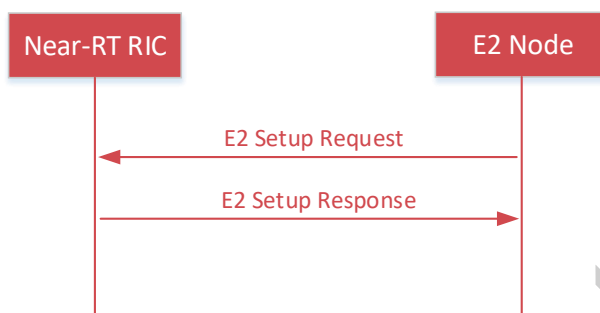 Near-RT RIC
E2 Node
E2 Setup Request
E2 Setup Response